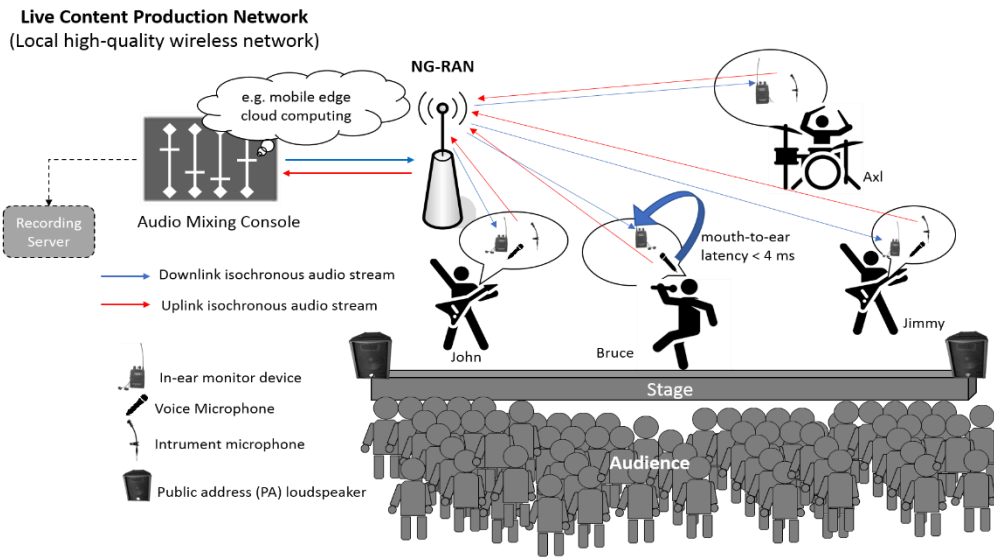 Live Content Production Network
(Local high-quality wireless network)
NG-RAN
e.g. mobile edge
cloud computing
Audio Mixing Console
Recording
Server
Axl
mouth-to-ear
latency < 4 ms
Downlink isochronous audio stream
Uplink isochronous audio stream
John
Bruce
Jimmy
In-ear monitor device
Stage
Voice Microphone
Intrument microphone
Audience
Public address (PA) loudspeaker